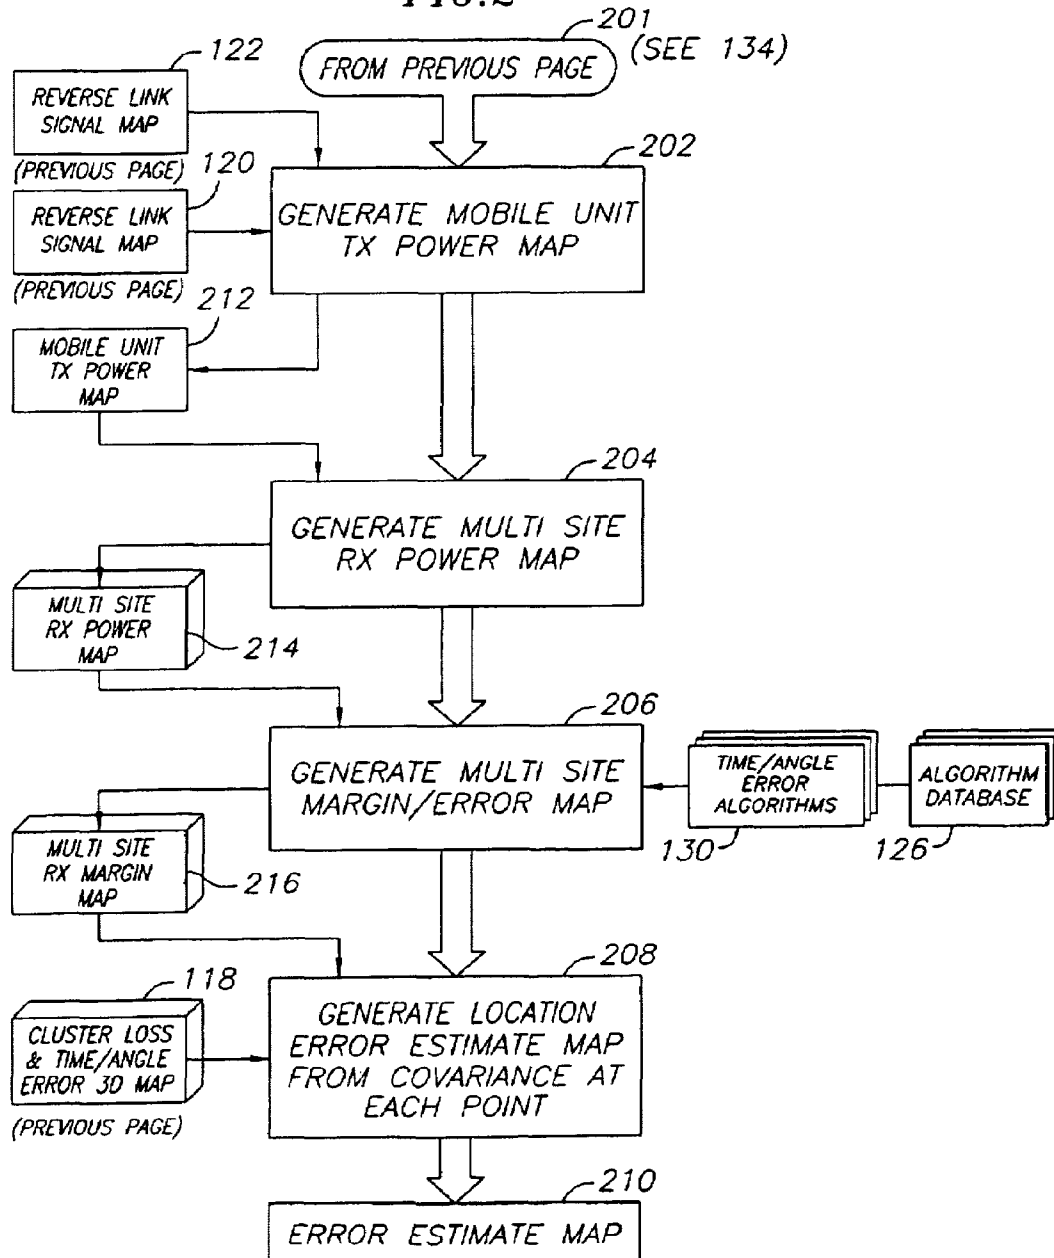 FIG.2
201
(SEE 134)
FROM PREVIOUS PAGE
122
REVERSE LINK
SIGNAL MAP
(PREVIOUS PAGE)
120
REVERSE LINK
SIGNAL MAP
(PREVIOUS PAGE)
202
GENERATE MOBILE UNIT
TX POWER MAP
212
MOBILE UNIT
TX POWER
MAP
204
GENERATE MULTI SITE
RX POWER MAP
MULTI SITE
RX POWER
MAP
214
206
GENERATE MULTI SITE
MARGIN/ERROR MAP
TIME/ANGLE
ERROR
ALGORITHMS
130
ALGORITHM
DATABASE
126
MULTI SITE
RX MARGIN
MAP
216
208
GENERATE LOCATION
ERROR ESTIMATE MAP
FROM COVARIANCE AT
EACH POINT
118
CLUSTER LOSS
& TIME/ANGLE
ERROR 3D MAP
(PREVIOUS PAGE)
210
ERROR ESTIMATE MAP